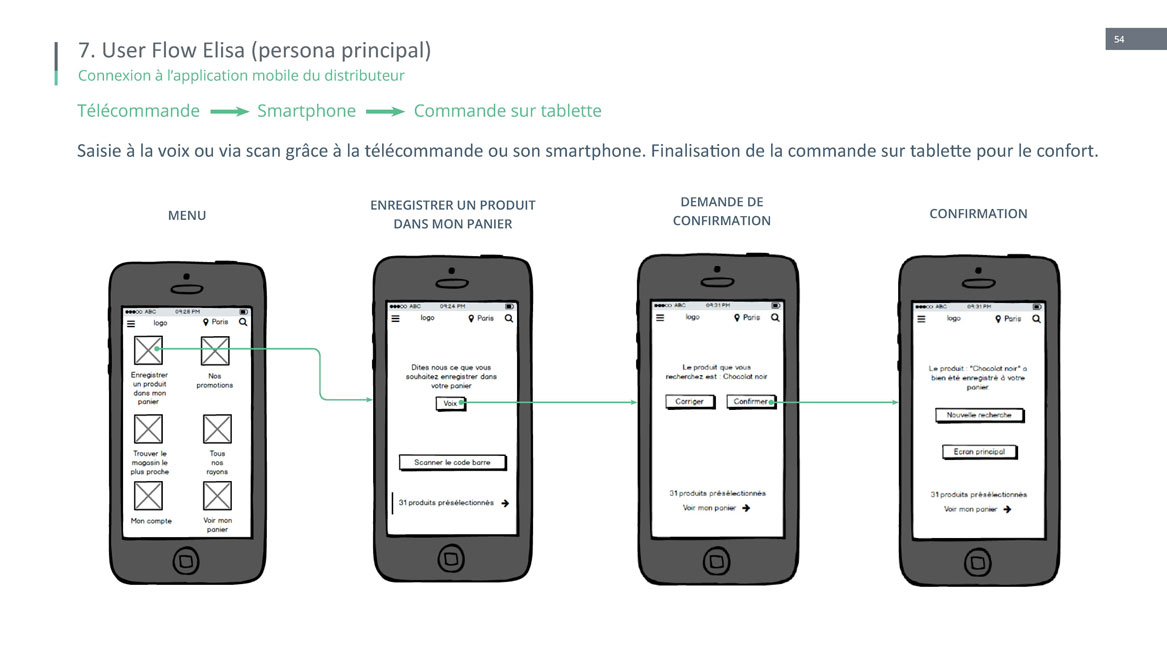 54
7. User Flow Elisa (persona principal)
Connexion à l'application mobile du distributeur
Télécommande Smartphone Commande sur tablette
Saisie à la voix ou via scan grâce à la télécommande ou son smartphone. Finalisation de la commande sur tablette pour le confort.
MENU
ABC 09:28 PM
logo Paris
Enregistrer
un produit
dans mon
panier
Nos
promotions
Trouver le
magasin le
plus proche
Tous
nos
rayons
Mon compte
Voir mon
panier
ENREGISTRER UN PRODUIT
DANS MON PANIER
ABC 09:24 PM
logo Paris
Dites nous ce que vous
souhaitez enregistrer dans
votre panier
Voix
Scanner le code barre
31 produits présélectionnés
DEMANDE DE
CONFIRMATION
ABC 09:31 PM
logo Paris
Le produit que vous
recherchez est Chocolat noir
Corriger Confirmer
31 produits présélectionnés
Voir mon panier
CONFIRMATION
ABC 09:31 PM
logo Paris
Le produit : "Chocolat noir" a
bien été enregistré à votre
panier
Nouvelle recherche
Ecran principal
31 produits présélectionnés
Voir mon panier